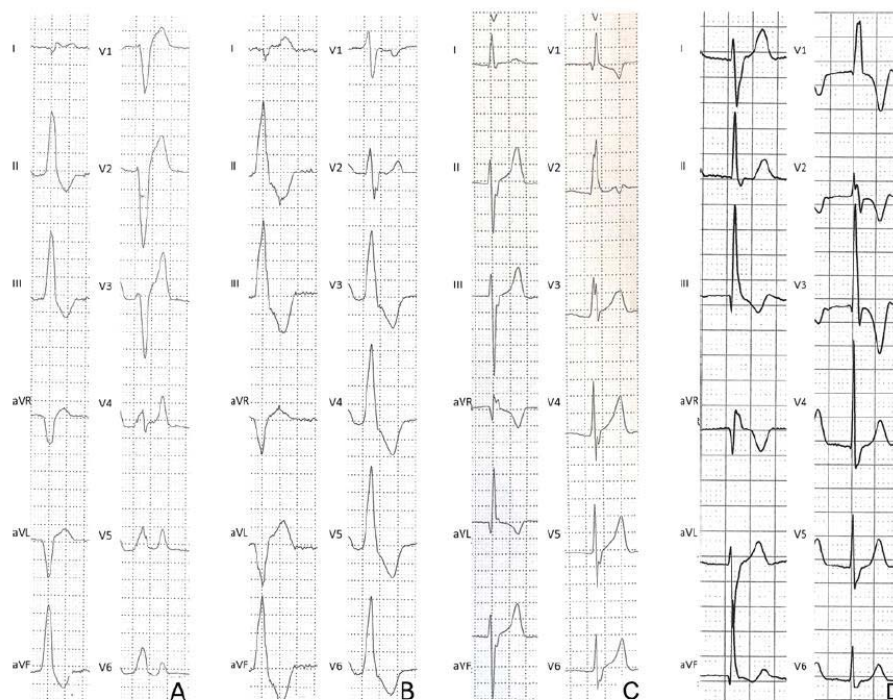 I V1 I V1 I V1 I V1
II V2 II V2 II V2 II V2
III V3 III V3 III V3 III V3
aVR V4 aVR V4 aVR V4 aVR V4
aVL V5 aVL V5 aVL V5 aVL V5
aVF V6 aVF V6 aVF V6 aVF V6
A B C